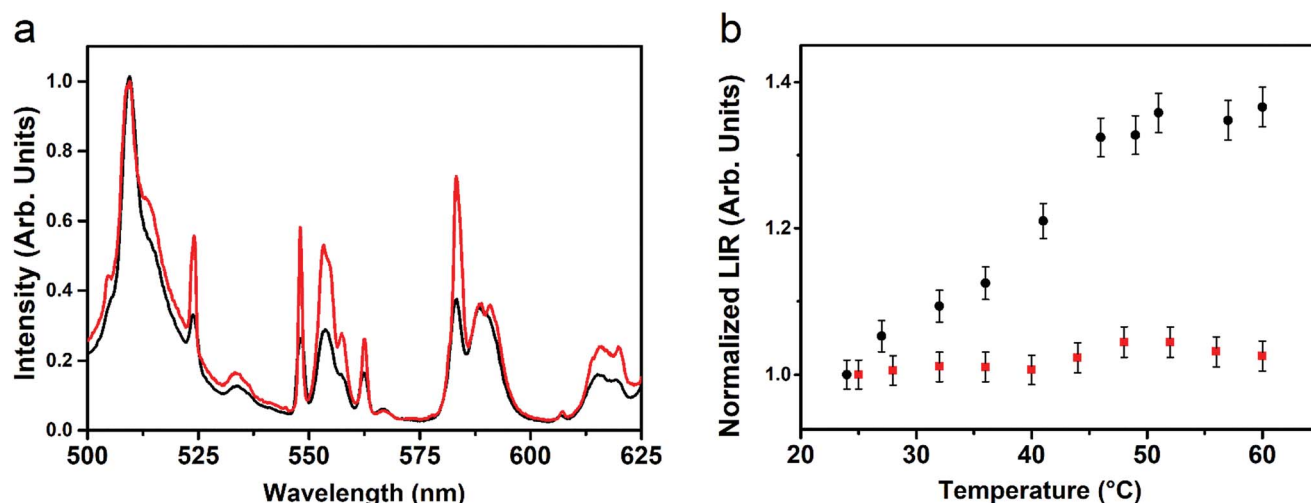 a
Intensity (Arb. Units)
1.0
0.8
0.6
0.4
0.2
0.0
500 525 550 575 600 625
Wavelength (nm)
b
Normalized LIR (Arb. Units)
1.4
1.2
1.0
20 30 40 50 60
Temperature (°C)